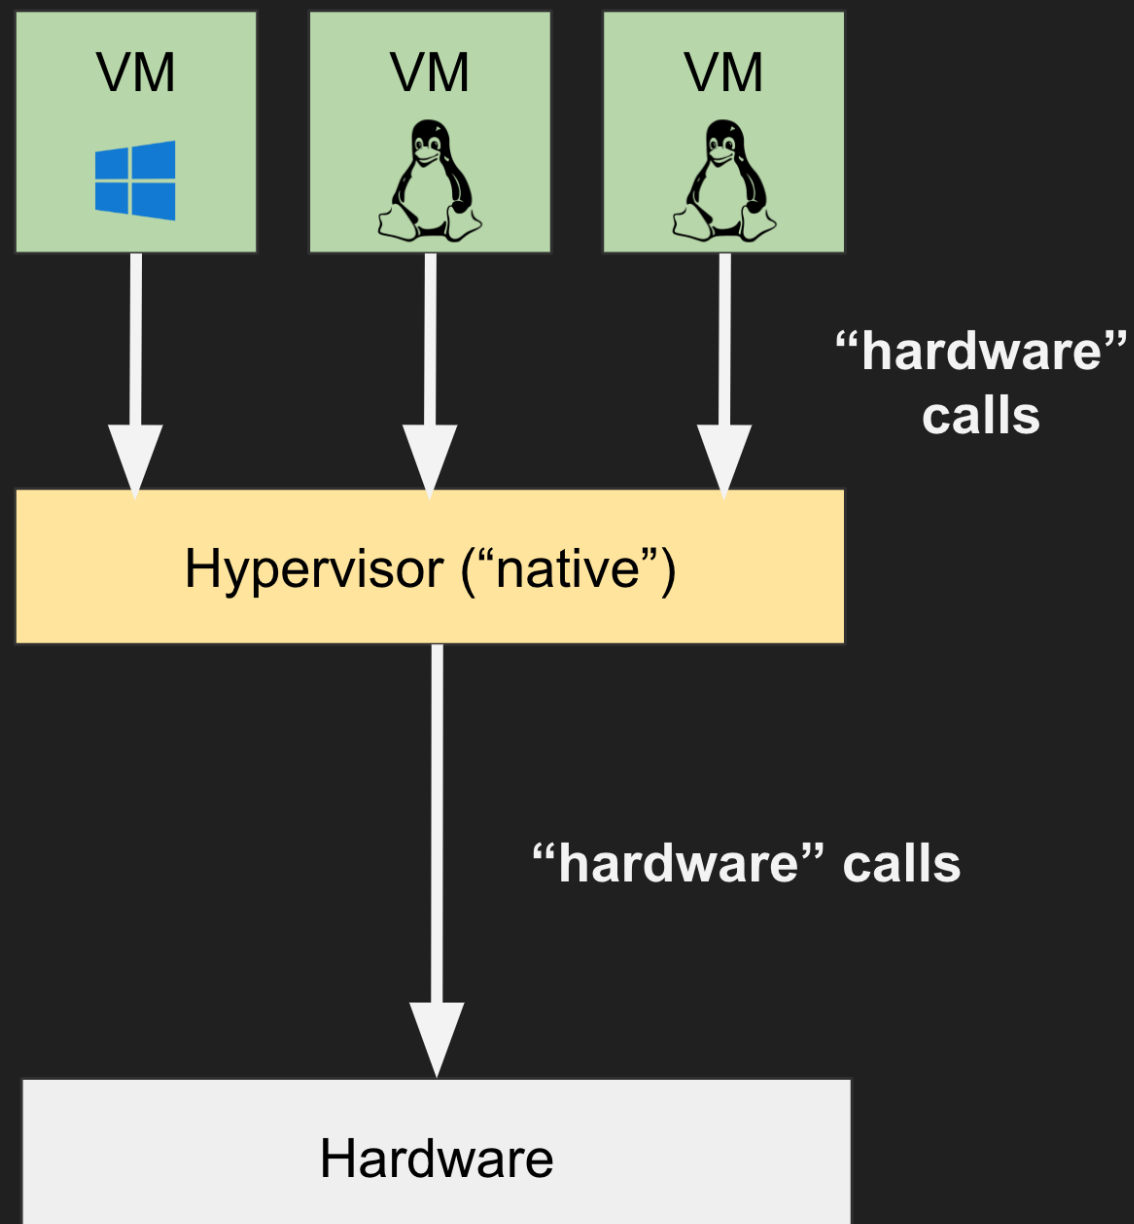 VM
VM
VM
“hardware”
calls
Hypervisor (“native”)
“hardware” calls
Hardware